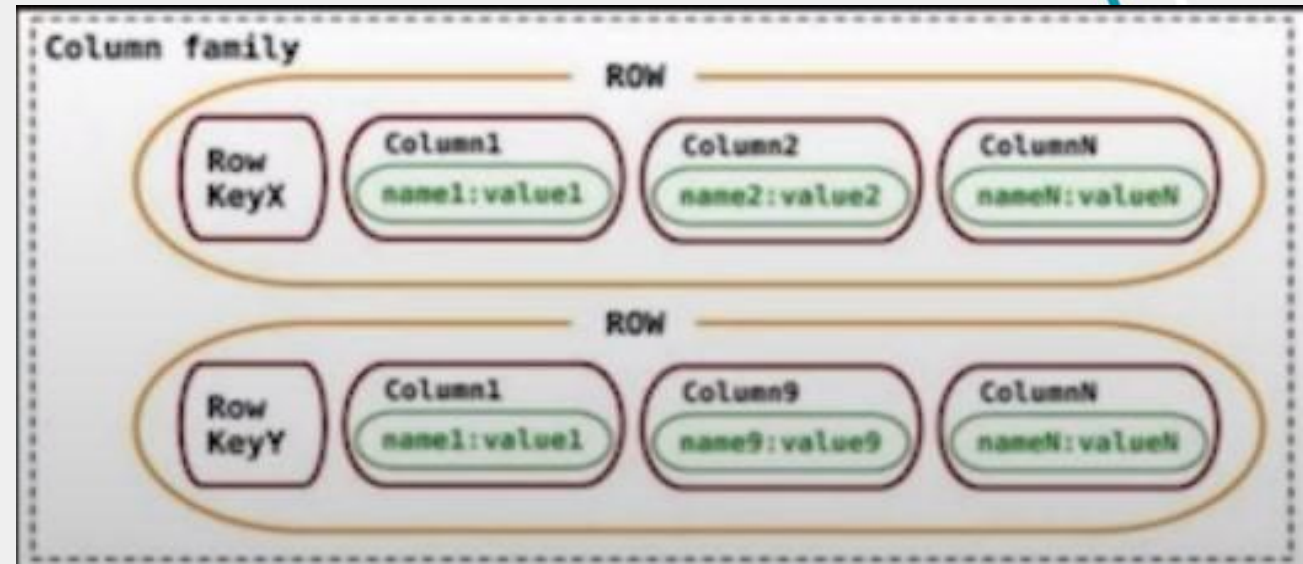 Column family
ROW
Row
KeyX
Column1
name1:value1
Column2
name2:value2
ColumnN
nameN:valueN
ROW
Row
KeyY
Column1
name1:value1
Column9
name9:value9
ColumnN
nameN:valueN